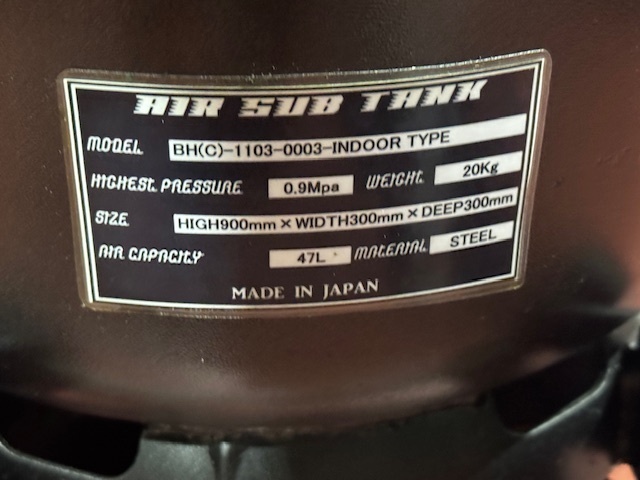 AIR SUB TANK
MODEL BH(C)-1103-0003-INDOOR TYPE
HIGHEST PRESSURE 0.9Mpa WEIGHT 20Kg
SIZE HIGH900mm×WIDTH300mm×DEEP300mm
AIR CAPACITY 47L MATERIAL STEEL
MADE IN JAPAN